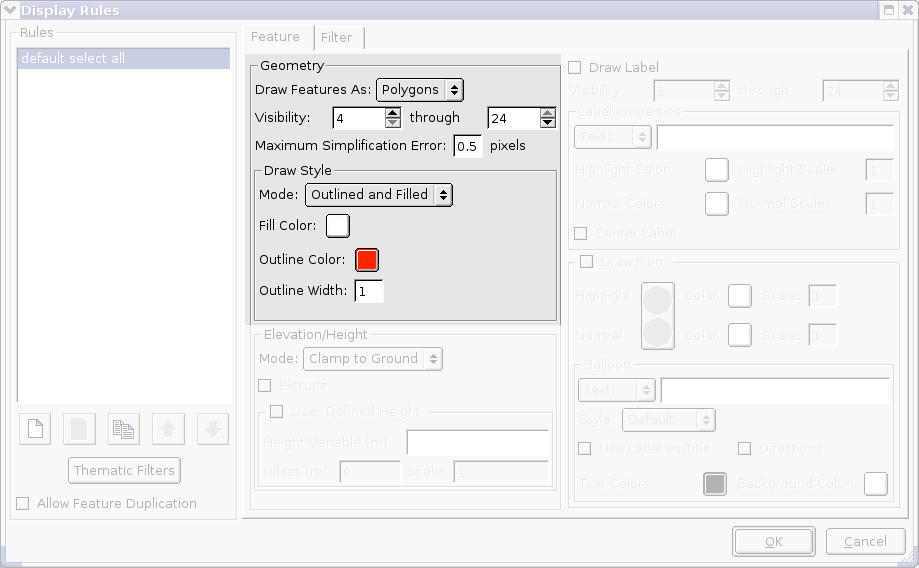 Display Rules
Rules
default select all
Thematic Filters
Allow Feature Duplication
Feature
Filter
Geometry
Draw Features As: Polygons
Visibility: 4 through 24
Maximum Simplification Error: 0.5 pixels
Draw Style
Mode: Outlined and Filled
Fill Color:
Outline Color:
Outline Width: 1
Elevation/Height
Mode: Clamp to Ground
Extrude
User-Defined Height
Height Variable (m):
Offset (m) 0 Scale: 1
Draw Label
Visibility: 5 through 24
Label Properties
Text:
Highlight Color: Highlight Scale: 1
Normal Color: Normal Scale: 1
Center Label
Draw Icon
Highlight Color Scale: 1
Normal Color Scale: 1
Balloon
Text:
Style: Default
Use Label as Title Directions
Text Color: Background Color:
OK Cancel